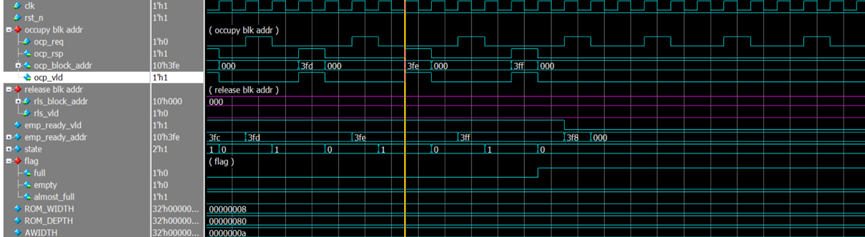 clk 1'h1
rst_n 1'h1
occupy blk addr ( occupy blk addr )
ocp_req 1'h0
ocp_rsp 1'h1
ocp_block_addr 10'h3fe 000 3fd 000 3fe 000 3ff 000
ocp_vld 1'h1
release blk addr ( release blk addr )
rls_block_addr 10'h000 000
rls_vld 1'h0
emp_ready_vld 1'h1
emp_ready_addr 10'h3fe 3fc 3fd 3fe 3ff 3f8 000
state 2'h1 1 0 1 0 1 0 1 0
flag ( flag )
full 1'h0
empty 1'h0
almost_full 1'h1
ROM_WIDTH 32'h00000... 00000008
ROM_DEPTH 32'h00000... 00000080
AWIDTH 32'h00000... 0000000a